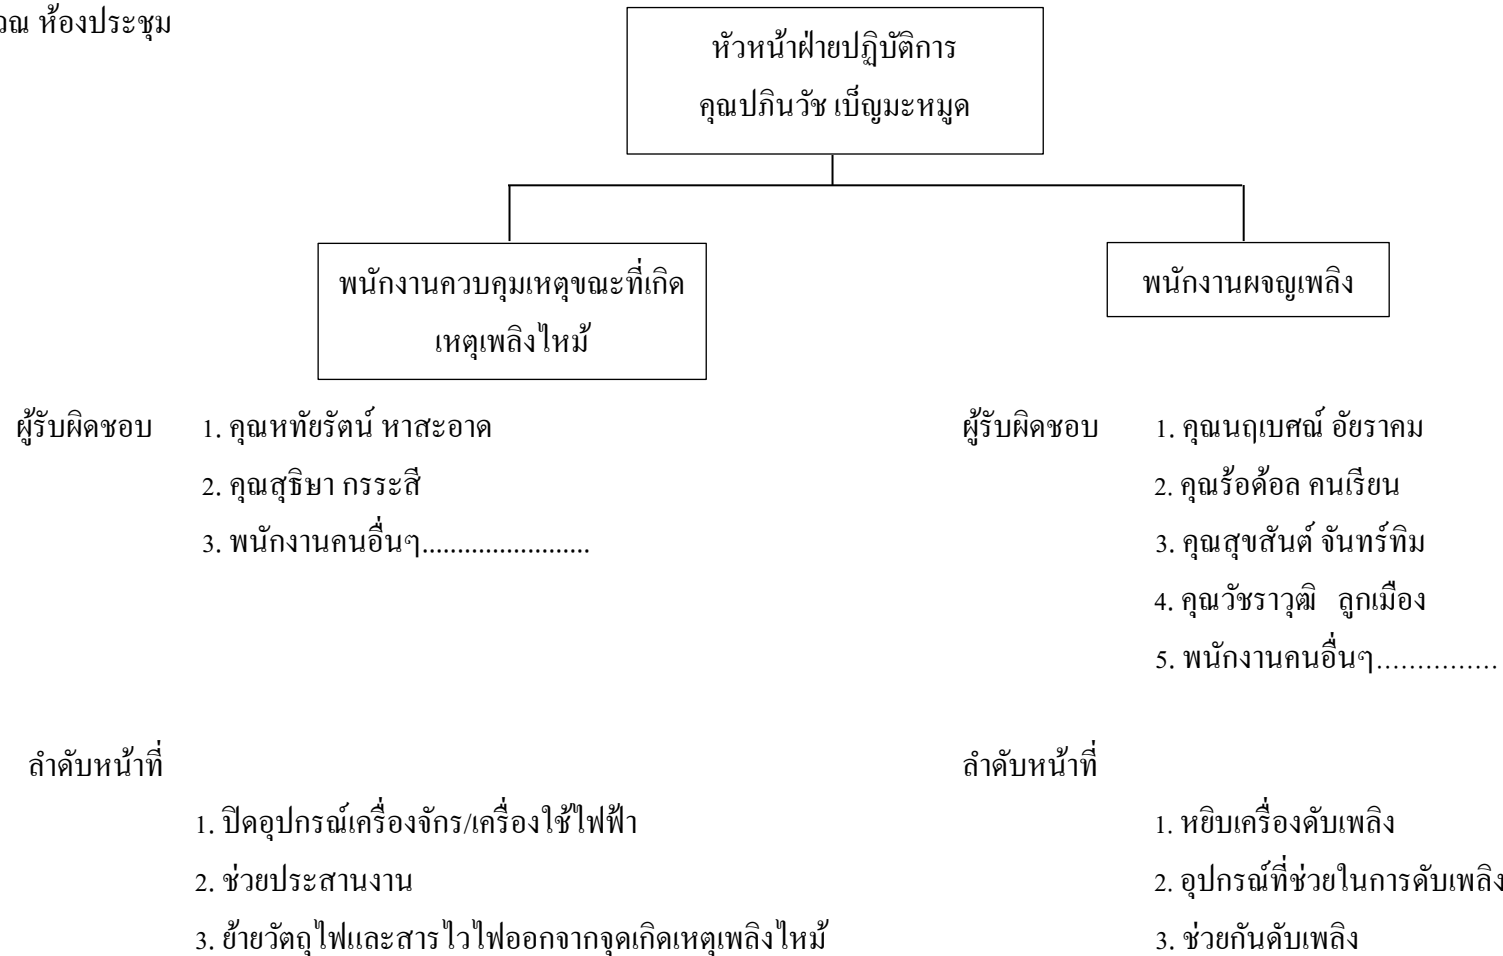 วณ ห้องประชุม
หัวหน้าฝ่ายปฏิบัติการ
คุณปภินวัช เบ็ญมะหมูด
พนักงานควบคุมเหตุขณะที่เกิด
เหตุเพลิงไหม้
พนักงานผจญเพลิง
ผู้รับผิดชอบ 1. คุณหทัยรัตน์ หาสะอาด
2. คุณสุธิษา กรระสี
3. พนักงานคนอื่นๆ........................
ผู้รับผิดชอบ 1. คุณนฤเบศณ์ อัยราคม
2. คุณร้อด้อล คนเรียน
3. คุณสุขสันต์ จันทร์ทิม
4. คุณวัชราวุฒิ ลูกเมือง
5. พนักงานคนอื่นๆ……………
ลำดับหน้าที่
1. ปิดอุปกรณ์เครื่องจักร/เครื่องใช้ไฟฟ้า
2. ช่วยประสานงาน
3. ย้ายวัตถุไฟและสารไวไฟออกจากจุดเกิดเหตุเพลิงไหม้
ลำดับหน้าที่
1. หยิบเครื่องดับเพลิง
2. อุปกรณ์ที่ช่วยในการดับเพลิง
3. ช่วยกันดับเพลิง